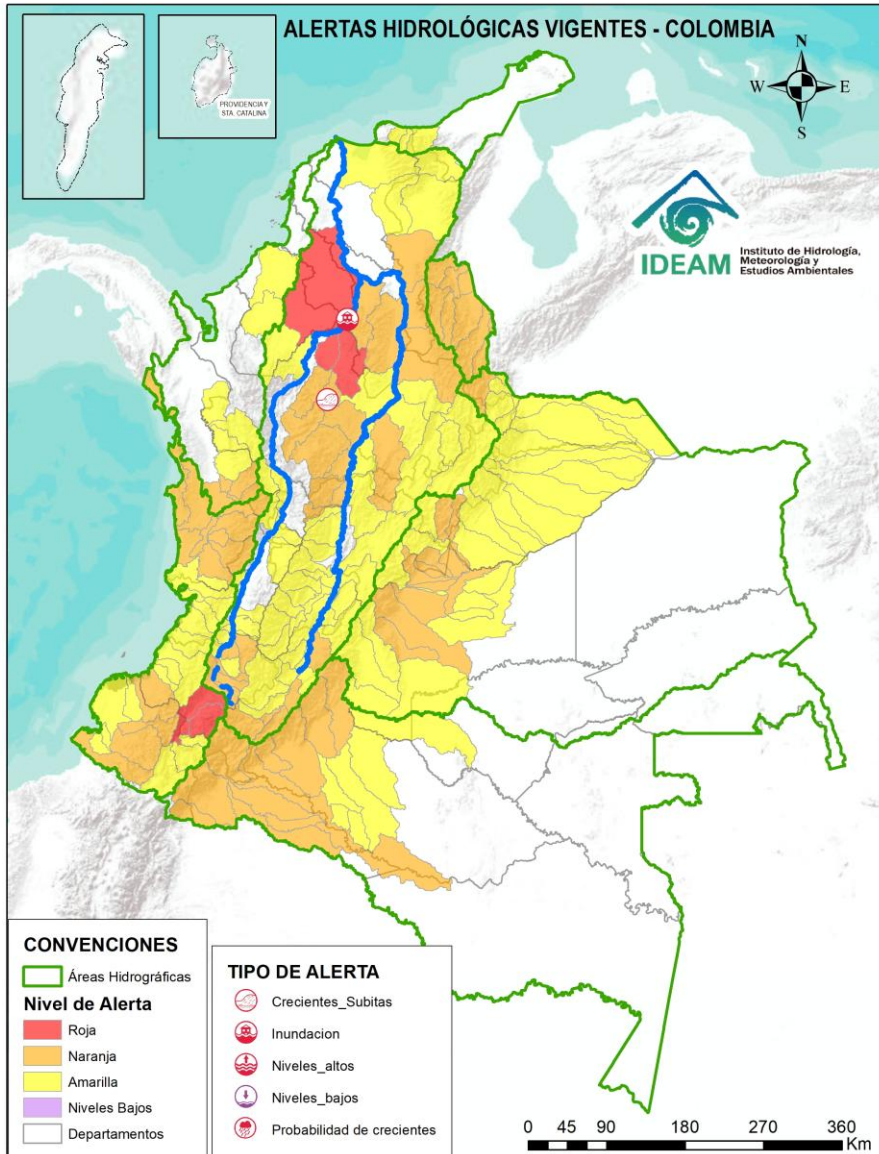 ALERTAS HIDROLÓGICAS VIGENTES - COLOMBIA
PROVIDENCIA Y
STA. CATALINA
N
W
E
S
IDEAM
Instituto de Hidrología,
Meteorología y
Estudios Ambientales
CONVENCIONES
Áreas Hidrográficas
Nivel de Alerta
Roja
Naranja
Amarilla
Niveles Bajos
Departamentos
TIPO DE ALERTA
Crecientes_Subitas
Inundacion
Niveles_altos
Niveles_bajos
Probabilidad de crecientes
0 45 90 180 270 360
Km